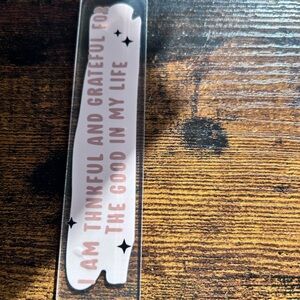 I AM THNKFUL AND GRATEFUL FOR
THE GOOD IN MY LIFE